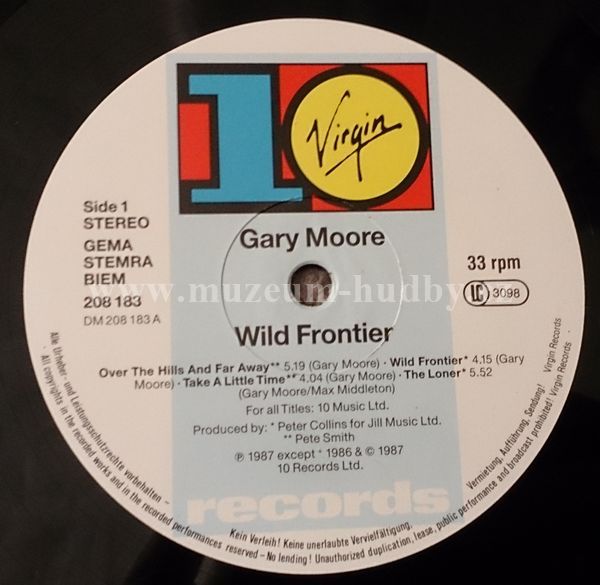 10
Virgin
Side 1
STEREO
GEMA
STEMRA
BIEM
208 183
DM 208 183 A
Gary Moore
33 rpm
LC 3098
www.muzeum-hudby.cz
Wild Frontier
Over The Hills And Far Away** 5.19 (Gary Moore) · Wild Frontier* 4.15 (Gary
Moore) · Take A Little Time** 4.04 (Gary Moore) · The Loner* 5.52
(Gary Moore/Max Middleton)
For all Titles: 10 Music Ltd.
Produced by: * Peter Collins for Jill Music Ltd.
** Pete Smith
℗ 1987 except * 1986 & © 1987
10 Records Ltd.
records
Alle Urheber- und Leistungsschutzrechte vorbehalten – Kein Verleih! Keine unerlaubte Vervielfältigung, Vermietung, Aufführung, Sendung! Virgin Records
All copyrights in the recorded works and in the recorded performances reserved – No lending! Unauthorized duplication, lease, public performance and broadcast prohibited! Virgin Records